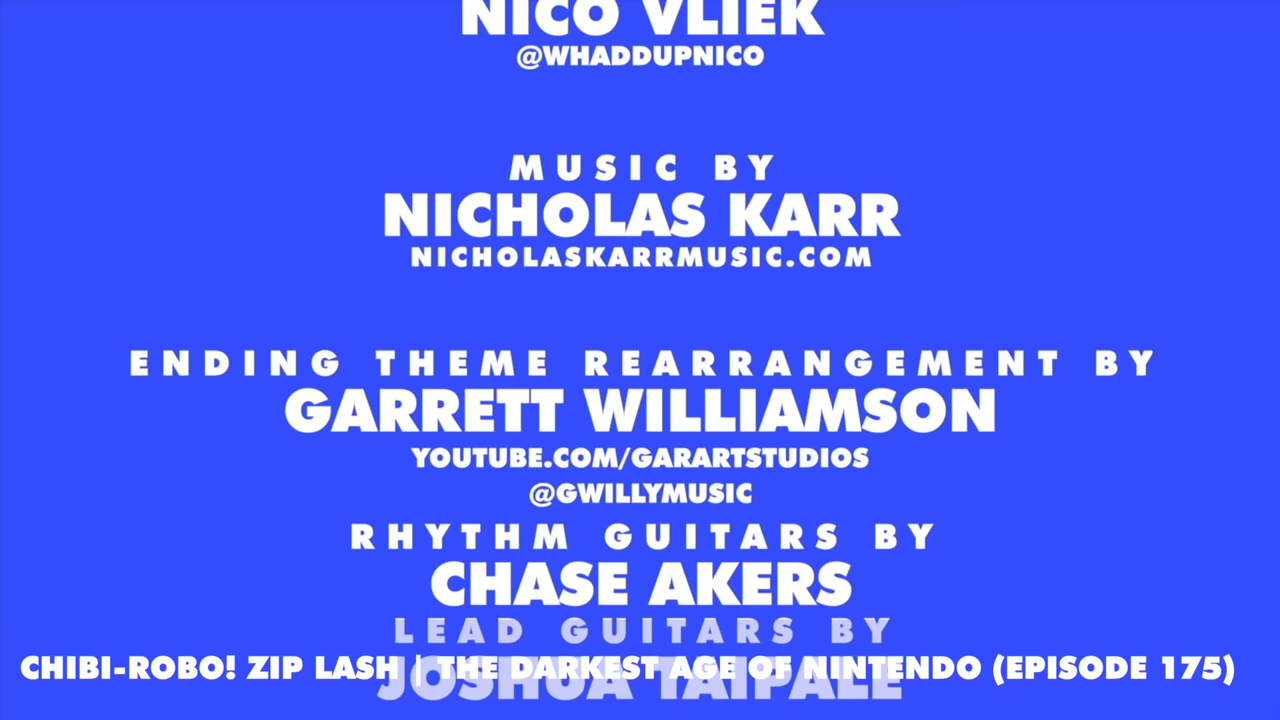 NICO VLIEK
@WHADDUPNICO
MUSIC BY
NICHOLAS KARR
NICHOLASKARRMUSIC.COM
ENDING THEME REARRANGEMENT BY
GARRETT WILLIAMSON
YOUTUBE.COM/GARARTSTUDIOS
@GWILLYMUSIC
RHYTHM GUITARS BY
CHASE AKERS
LEAD GUITARS BY
CHIBI-ROBO! ZIP LASH | THE DARKEST AGE OF NINTENDO (EPISODE 175)
JOSHUA TAIPALE